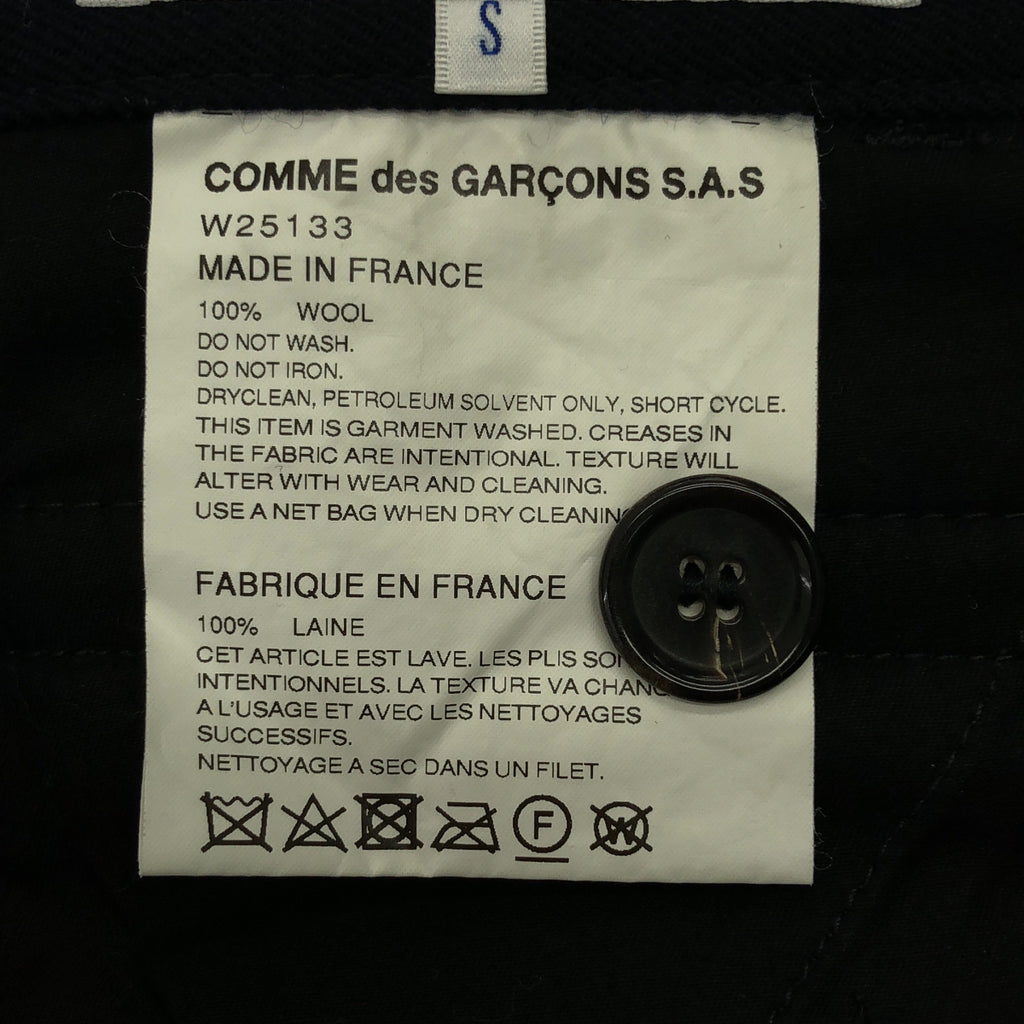 S
COMME des GARÇONS S.A.S
W25133
MADE IN FRANCE
100% WOOL
DO NOT WASH.
DO NOT IRON.
DRYCLEAN, PETROLEUM SOLVENT ONLY, SHORT CYCLE.
THIS ITEM IS GARMENT WASHED. CREASES IN
THE FABRIC ARE INTENTIONAL. TEXTURE WILL
ALTER WITH WEAR AND CLEANING.
USE A NET BAG WHEN DRY
FABRIQUE EN FRANCE
100% LAINE
CET ARTICLE EST LAVE. LES PLIS
INTENTIONNELS. LA TEXTURE VA
A L'USAGE ET AVEC LES NETTOYAGES
SUCCESSIFS.
NETTOYAGE A SEC DANS UN FILET.
F W